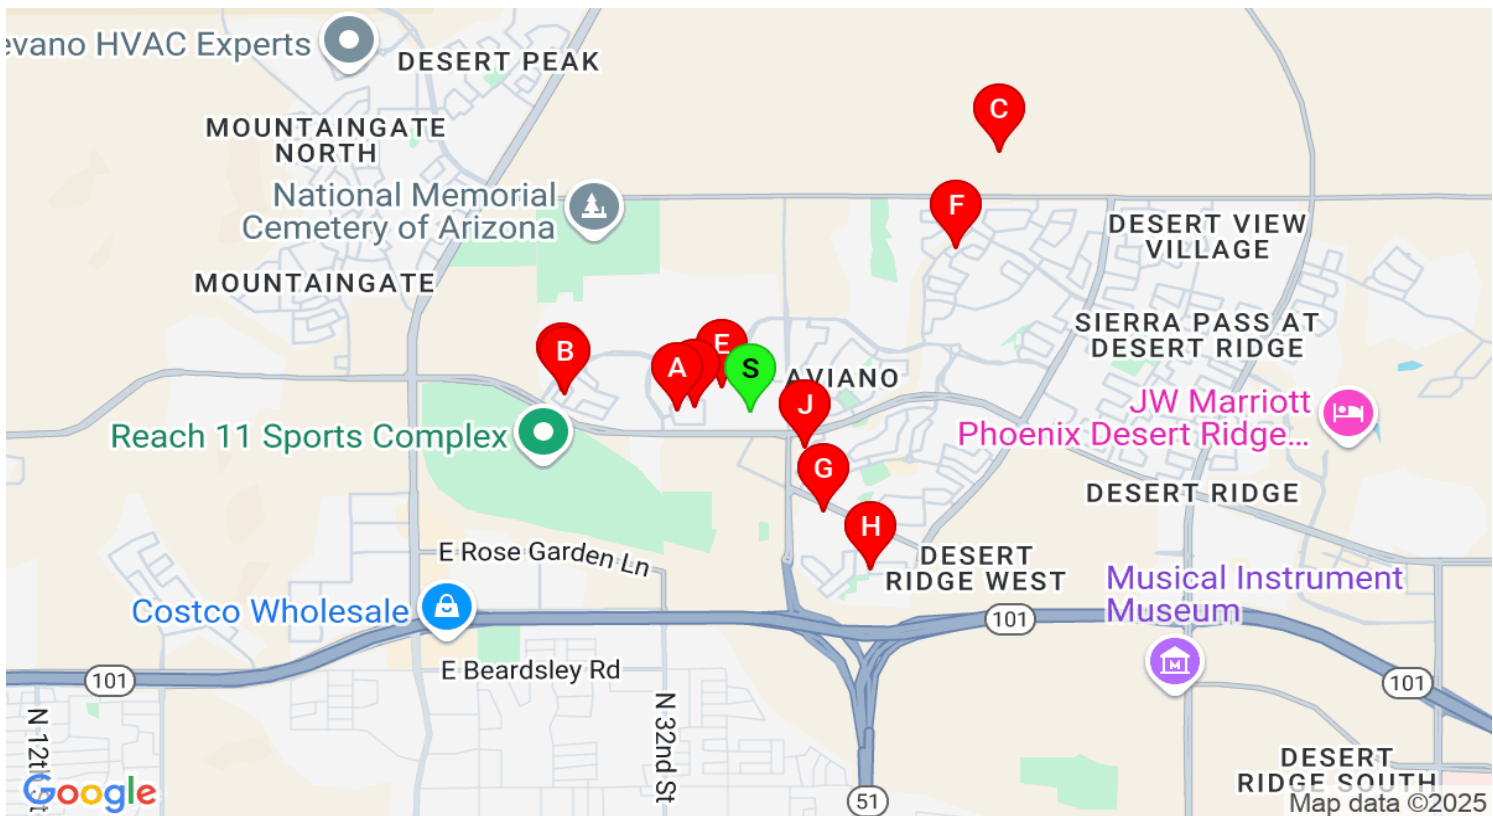 evano HVAC Experts
DESERT PEAK
C
MOUNTAINGATE
NORTH
National Memorial
Cemetery of Arizona
F
DESERT VIEW
VILLAGE
MOUNTAINGATE
SIERRA PASS AT
DESERT RIDGE
B
E
A
S
AVIANO
J
JW Marriott
Phoenix Desert Ridge...
Reach 11 Sports Complex
G
DESERT RIDGE
H
E Rose Garden Ln
DESERT
RIDGE WEST
Musical Instrument
Museum
Costco Wholesale
101
M
E Beardsley Rd
101
101
N 12th St
N 32nd St
DESERT
RIDGE SOUTH
Google
51
Map data ©2025